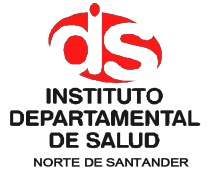 ids
INSTITUTO
DEPARTAMENTAL
DE SALUD
NORTE DE SANTANDER